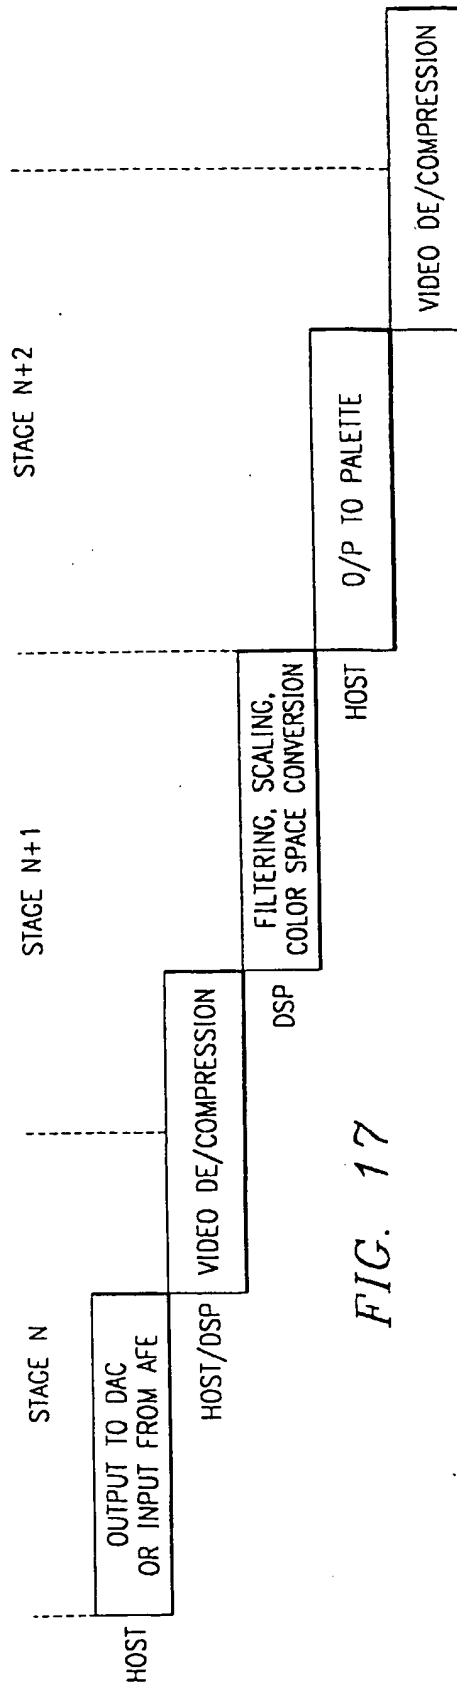 STAGE N
STAGE N+1
STAGE N+2
HOST
OUTPUT TO DAC
OR INPUT FROM AFE
HOST/DSP
VIDEO DE/COMPRESSION
DSP
FILTERING, SCALING,
COLOR SPACE CONVERSION
HOST
O/P TO PALETTE
VIDEO DE/COMPRESSION
FIG. 17